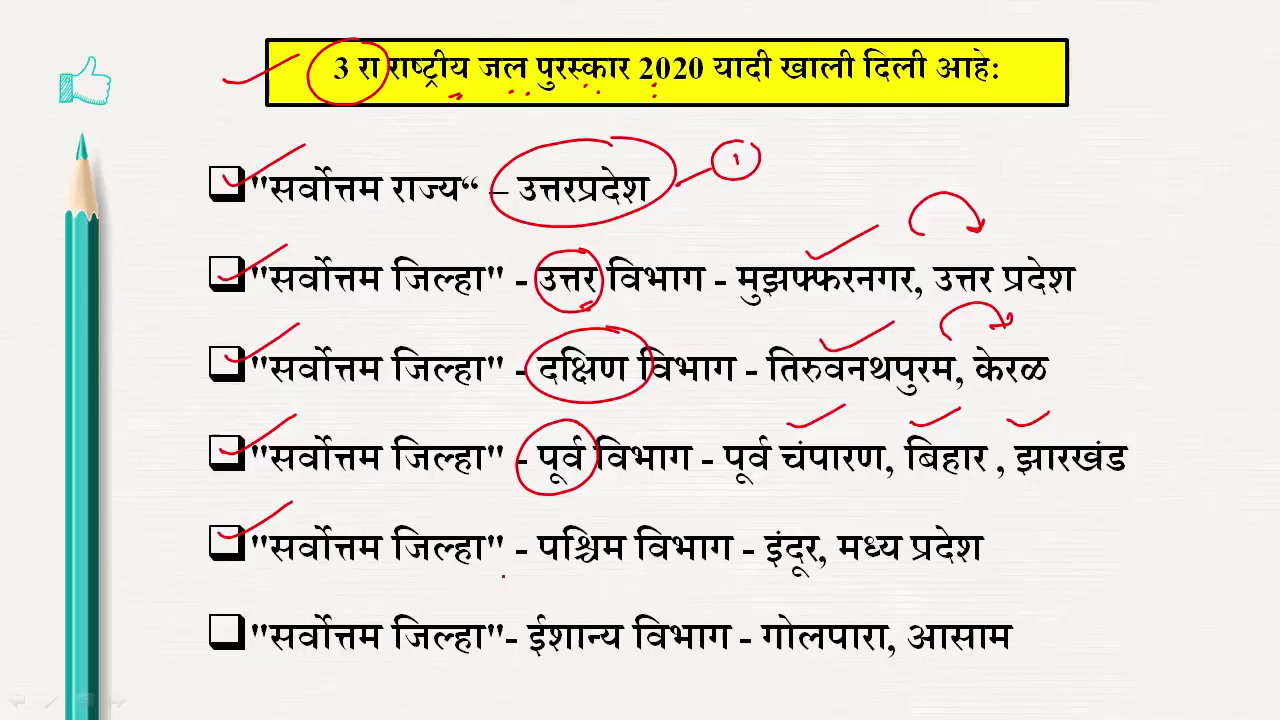 3 रा राष्ट्रीय जल पुरस्कार 2020 यादी खाली दिली आहे:
"सर्वोत्तम राज्य“ – उत्तरप्रदेश
१
"सर्वोत्तम जिल्हा" - उत्तर विभाग - मुझफ्फरनगर, उत्तर प्रदेश
"सर्वोत्तम जिल्हा" - दक्षिण विभाग - तिरुवनथपुरम, केरळ
"सर्वोत्तम जिल्हा" - पूर्व विभाग - पूर्व चंपारण, बिहार , झारखंड
"सर्वोत्तम जिल्हा" - पश्चिम विभाग - इंदूर, मध्य प्रदेश
"सर्वोत्तम जिल्हा"- ईशान्य विभाग - गोलपारा, आसाम